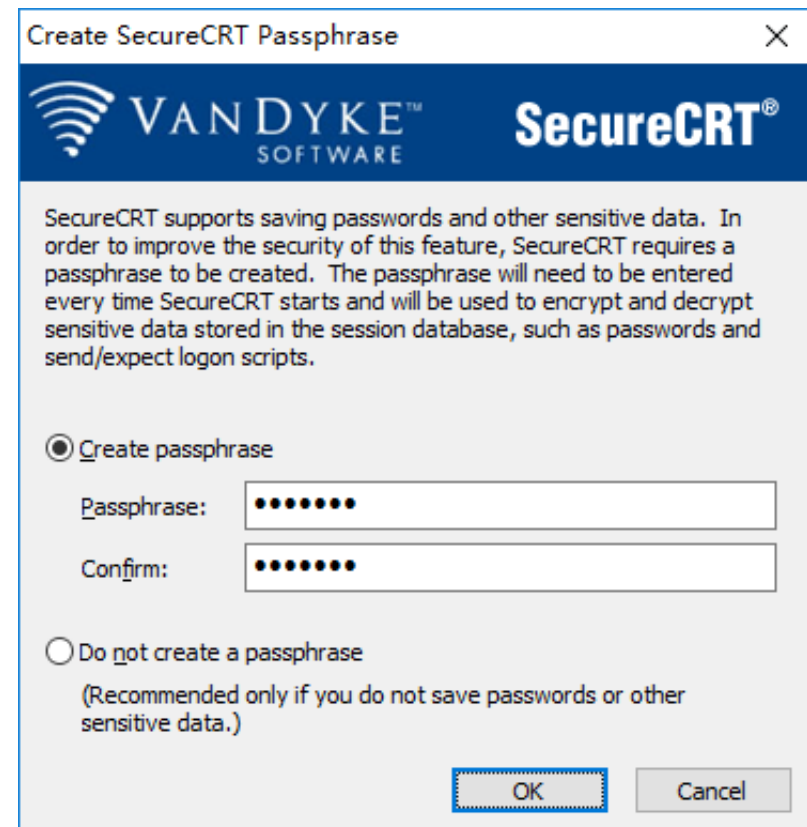 Create SecureCRT Passphrase
VANDYKE™
SOFTWARE
SecureCRT®
SecureCRT supports saving passwords and other sensitive data.  In
order to improve the security of this feature, SecureCRT requires a
passphrase to be created.  The passphrase will need to be entered
every time SecureCRT starts and will be used to encrypt and decrypt
sensitive data stored in the session database, such as passwords and
send/expect logon scripts.
Create passphrase
Passphrase: •••••••
Confirm: •••••••
Do not create a passphrase
(Recommended only if you do not save passwords or other
sensitive data.)
OK Cancel